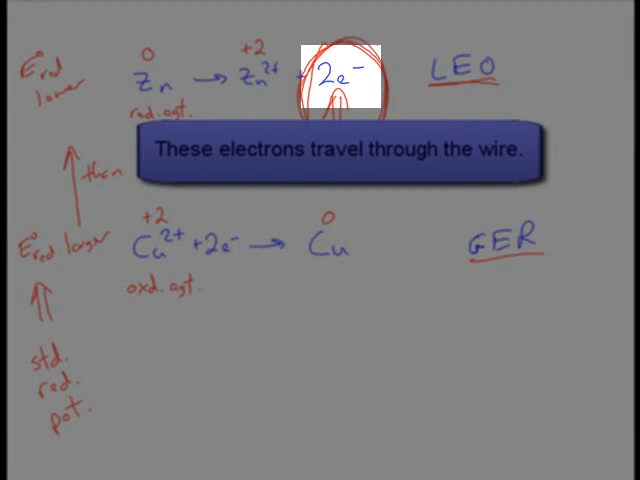 E°red lower
0 +2
Zn → Zn²⁺ + 2e⁻ LEO
red. agt.
These electrons travel through the wire.
then
E°red larger
+2 0
Cu²⁺ + 2e⁻ → Cu GER
oxd. agt.
std.
red.
pot.